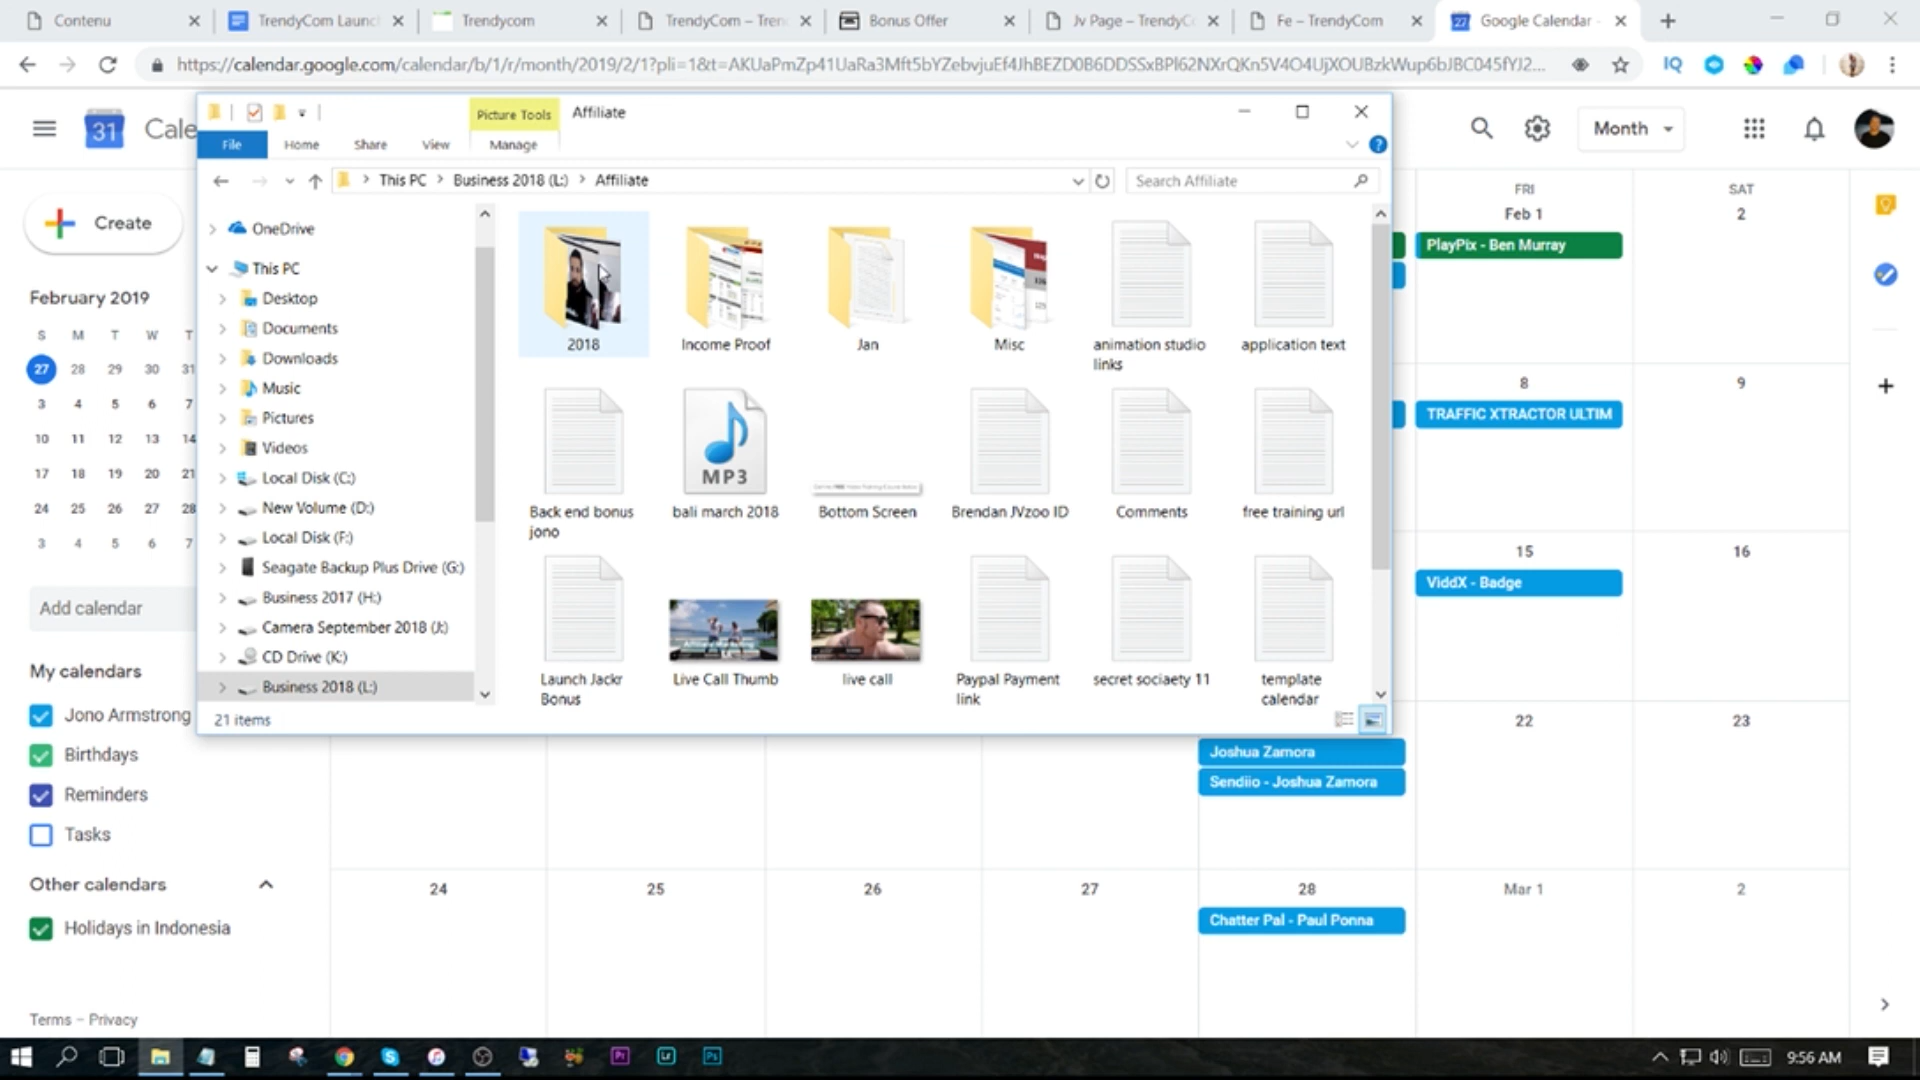 Contenu
TrendyCom Launc
Trendycom
TrendyCom – Tren
Bonus Offer
Jv Page – TrendyCo
Fe – TrendyCom
27
Google Calendar -
https://calendar.google.com/calendar/b/1/r/month/2019/2/1?pli=1&t=AKUaPmZp41UaRa3Mft5bYZebvjuEf4JhBEZD0B6DDSSxBPl62NXrQKn5V4O4UjXOUBzkWup6bJBC045fYJ2...
IQ
31
Cale
Month
Picture Tools
Affiliate
File
Home
Share
View
Manage
This PC
Business 2018 (L:)
Affiliate
Search Affiliate
Create
February 2019
S M T W T
27 28 29 30 31
3 4 5 6 7
10 11 12 13 14
17 18 19 20 21
24 25 26 27 28
3 4 5 6 7
Add calendar
My calendars
Jono Armstrong
Birthdays
Reminders
Tasks
Other calendars
Holidays in Indonesia
Terms – Privacy
OneDrive
This PC
Desktop
Documents
Downloads
Music
Pictures
Videos
Local Disk (C:)
New Volume (D:)
Local Disk (F:)
Seagate Backup Plus Drive (G:)
Business 2017 (H:)
Camera September 2018 (J:)
CD Drive (K:)
Business 2018 (L:)
21 items
2018
Income Proof
Jan
Misc
animation studio
links
application text
Back end bonus
jono
MP3
bali march 2018
Bottom Screen
Brendan JVzoo ID
Comments
free training url
Launch Jackr
Bonus
Live Call Thumb
live call
Paypal Payment
link
secret sociaety 11
template
calendar
FRI
SAT
Feb 1
2
PlayPix - Ben Murray
8
9
TRAFFIC XTRACTOR ULTIM
15
16
ViddX - Badge
22
23
Joshua Zamora
Sendiio - Joshua Zamora
24
25
26
27
28
Mar 1
2
Chatter Pal - Paul Ponna
Pr
Lr
Ps
9:56 AM